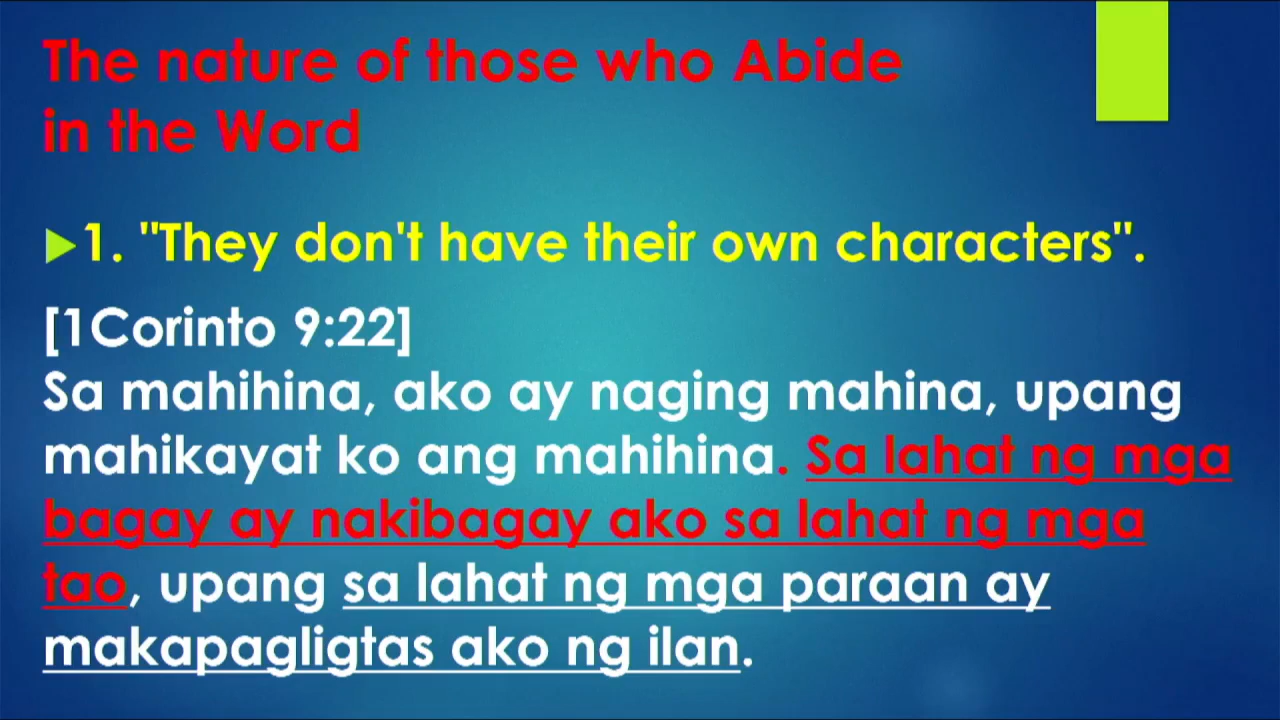 The nature of those who Abide
in the Word
1. "They don't have their own characters".
[1Corinto 9:22]
Sa mahihina, ako ay naging mahina, upang
mahikayat ko ang mahihina. Sa lahat ng mga
bagay ay nakibagay ako sa lahat ng mga
tao, upang sa lahat ng mga paraan ay
makapagligtas ako ng ilan.